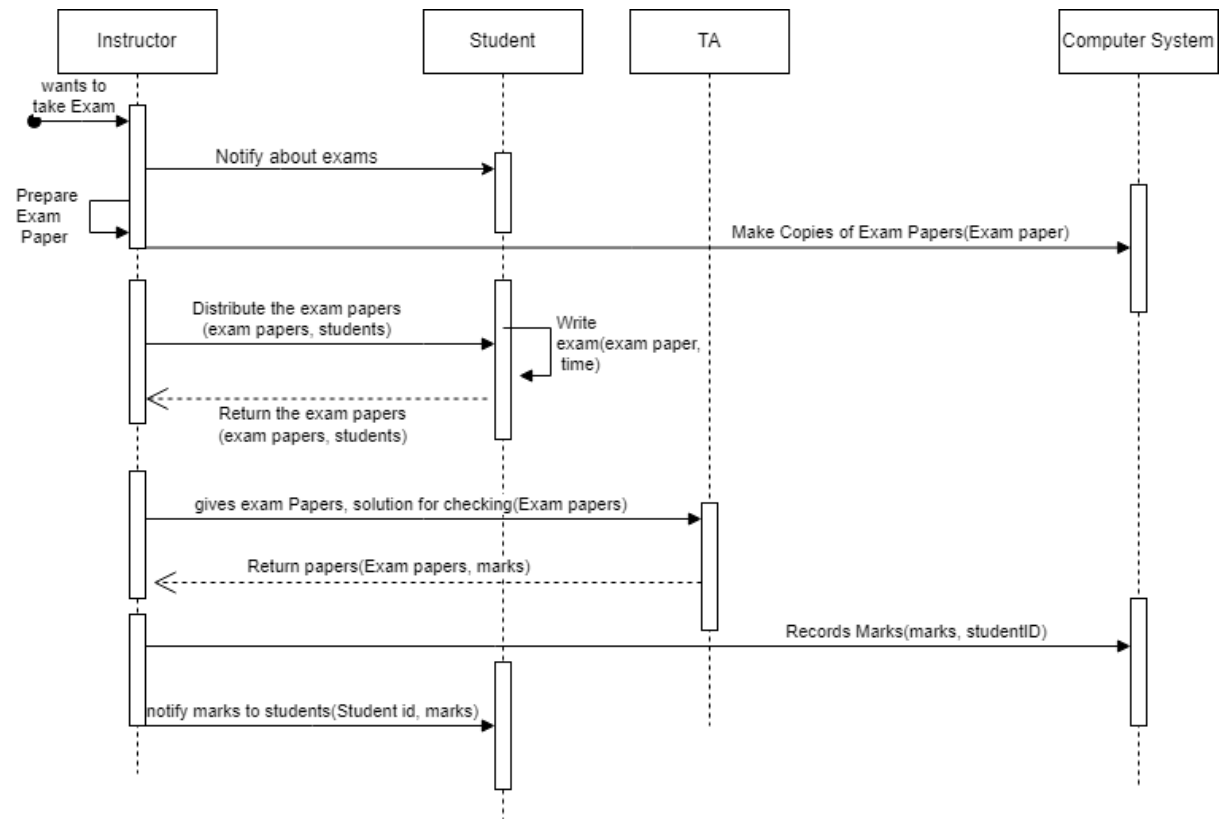 Instructor
Student
TA
Computer System
wants to
take Exam
Notify about exams
Prepare
Exam
Paper
Make Copies of Exam Papers(Exam paper)
Distribute the exam papers
(exam papers, students)
Write
exam(exam paper,
time)
Return the exam papers
(exam papers, students)
gives exam Papers, solution for checking(Exam papers)
Return papers(Exam papers, marks)
Records Marks(marks, studentID)
notify marks to students(Student id, marks)